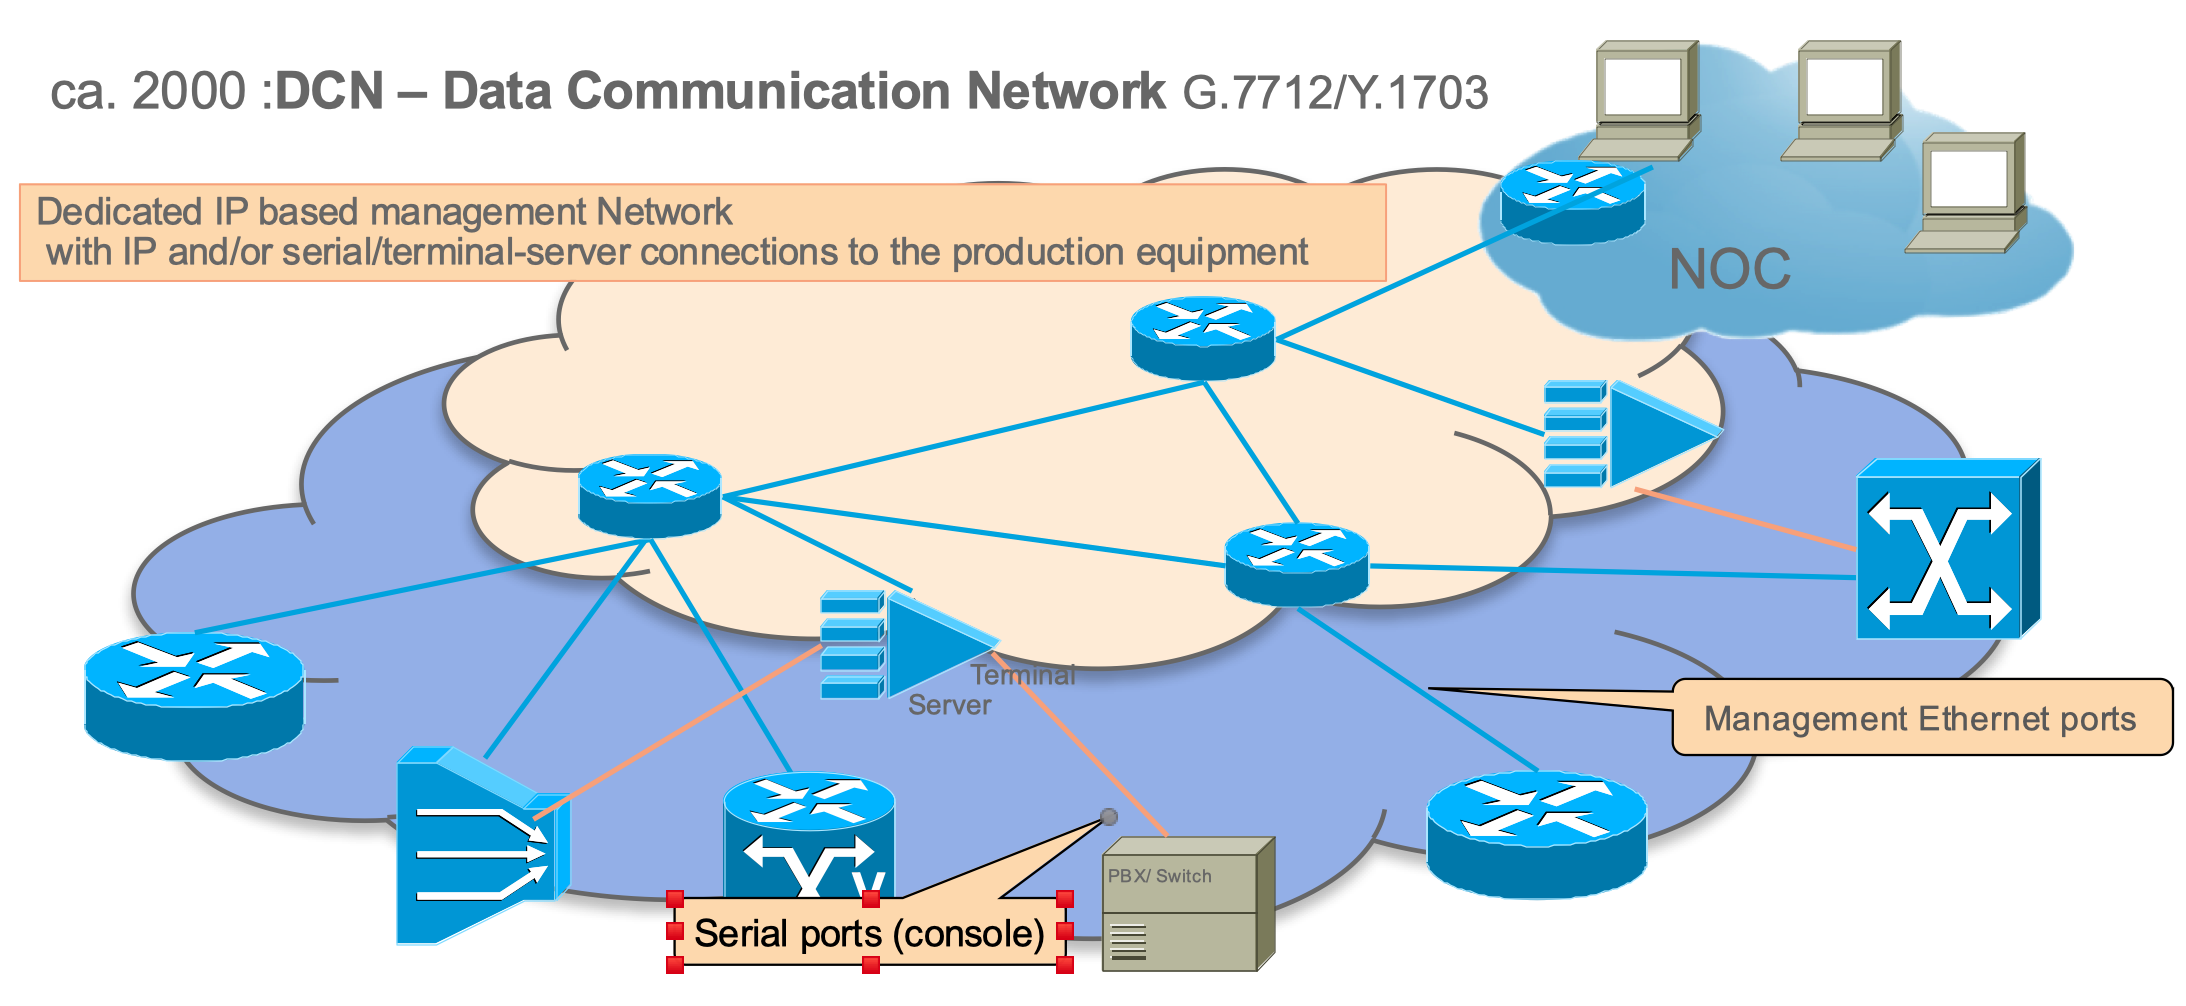 ca. 2000 :DCN – Data Communication Network G.7712/Y.1703
Dedicated IP based management Network
with IP and/or serial/terminal-server connections to the production equipment
NOC
Terminal
Server
Management Ethernet ports
V
PBX/ Switch
Serial ports (console)